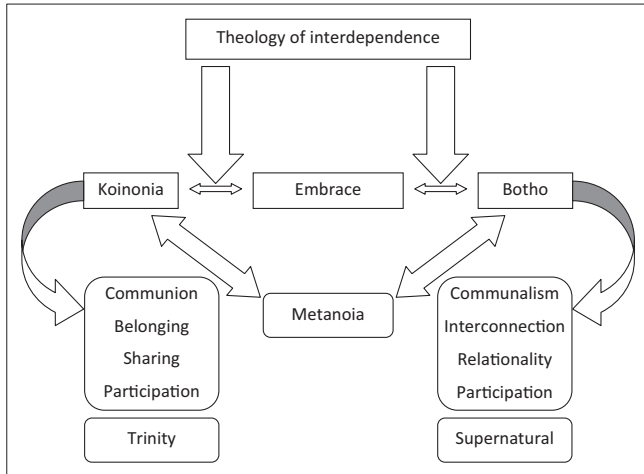 Theology of interdependence
Koinonia
Embrace
Botho
Communion
Belonging
Sharing
Participation
Metanoia
Communalism
Interconnection
Relationality
Participation
Trinity
Supernatural